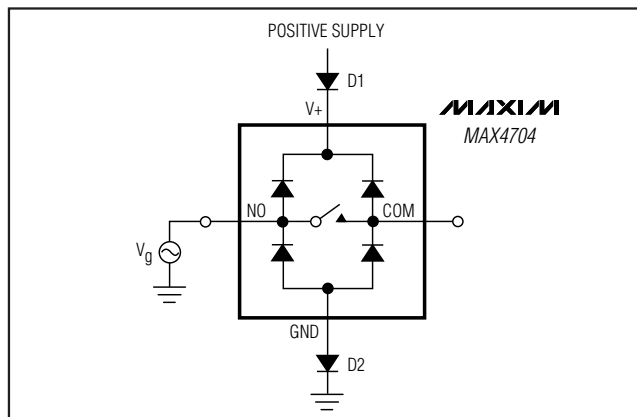 POSITIVE SUPPLY
D1
V+
MAXIM
MAX4704
NO
COM
Vg
GND
D2